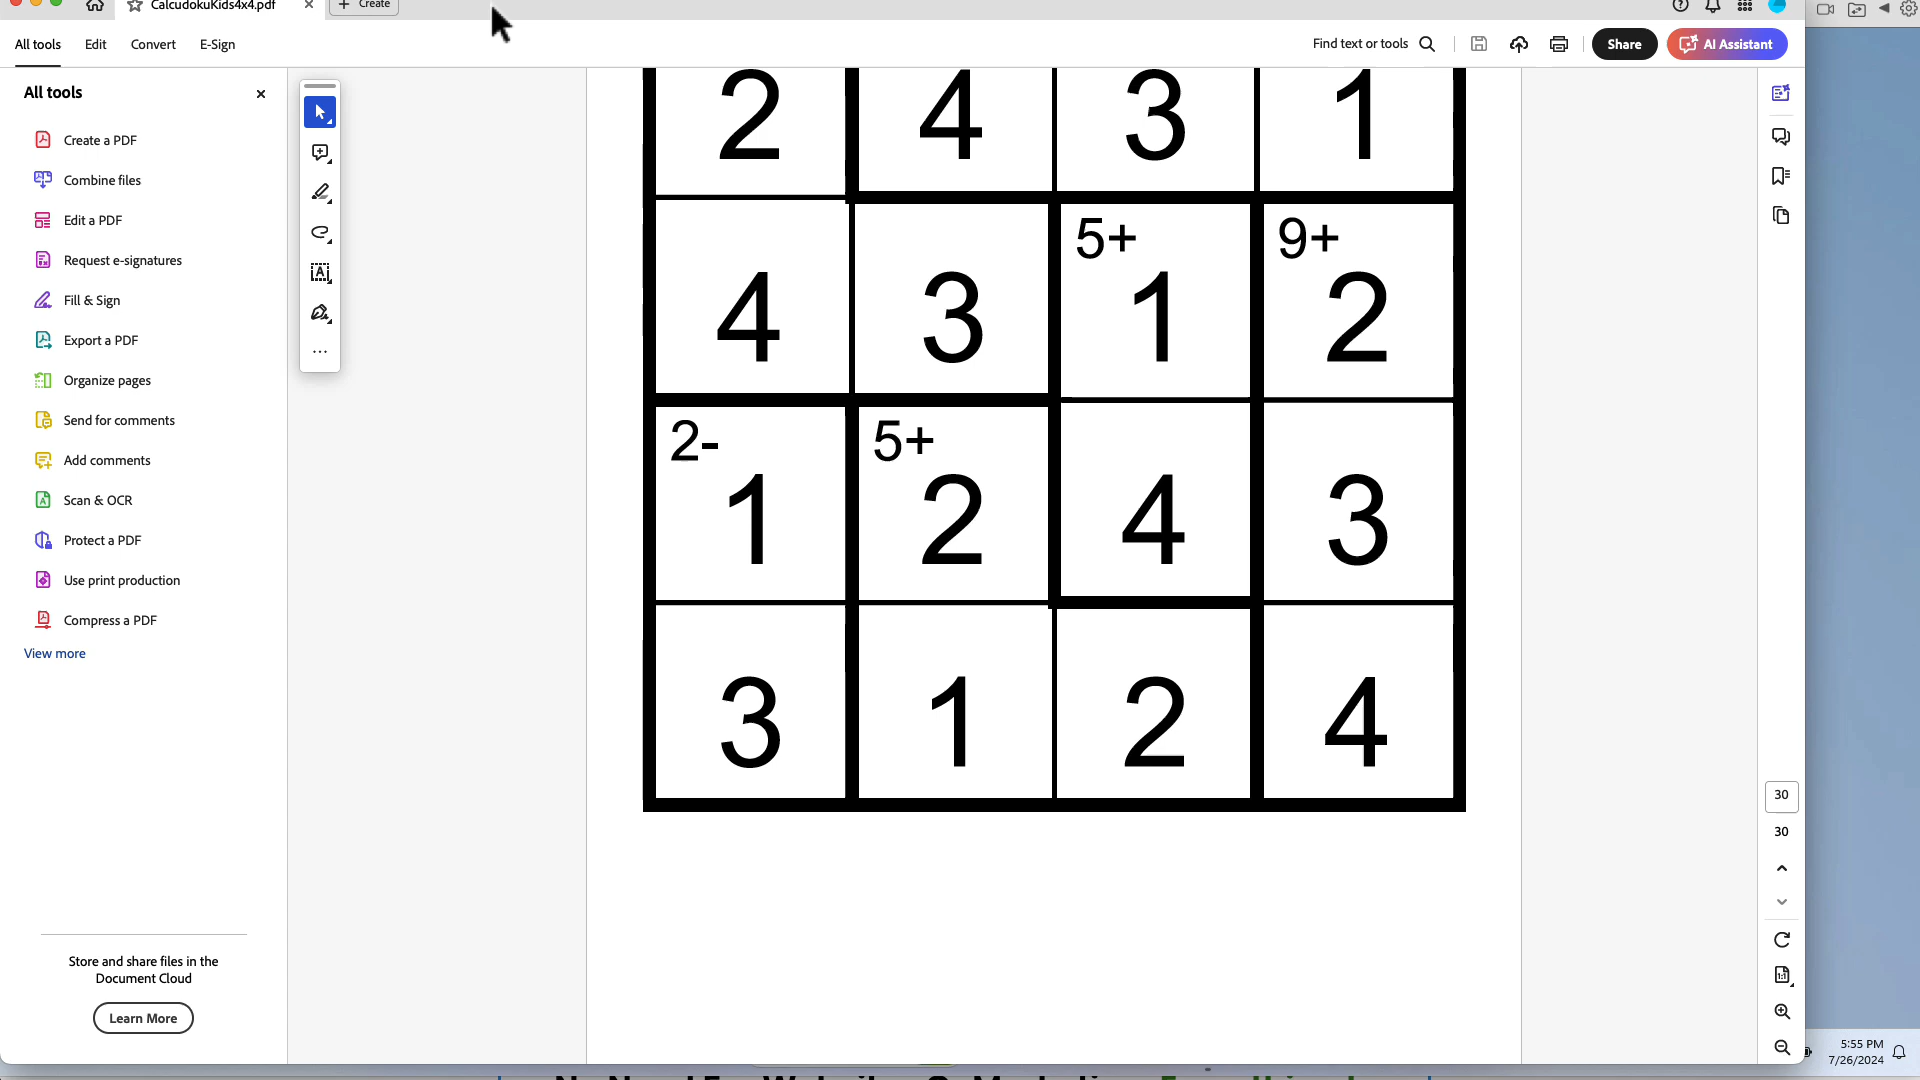 CalcudokuKids4x4.pdf
Create
All tools
Edit
Convert
E-Sign
Find text or tools
Share
AI Assistant
All tools
Create a PDF
Combine files
Edit a PDF
Request e-signatures
Fill & Sign
Export a PDF
Organize pages
Send for comments
Add comments
Scan & OCR
Protect a PDF
Use print production
Compress a PDF
View more
Store and share files in the
Document Cloud
Learn More
2 4 3 1
5+ 9+
4 3 1 2
2- 5+
1 2 4 3
3 1 2 4
30
30
5:55 PM
7/26/2024